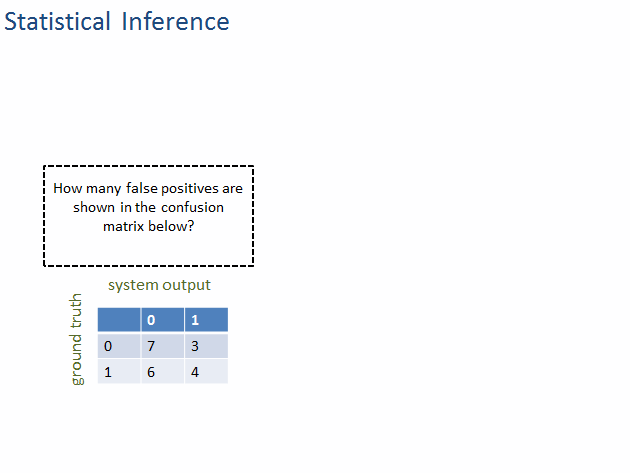 Statistical Inference
How many false positives are
shown in the confusion
matrix below?
system output
ground truth
0 1
0 7 3
1 6 4